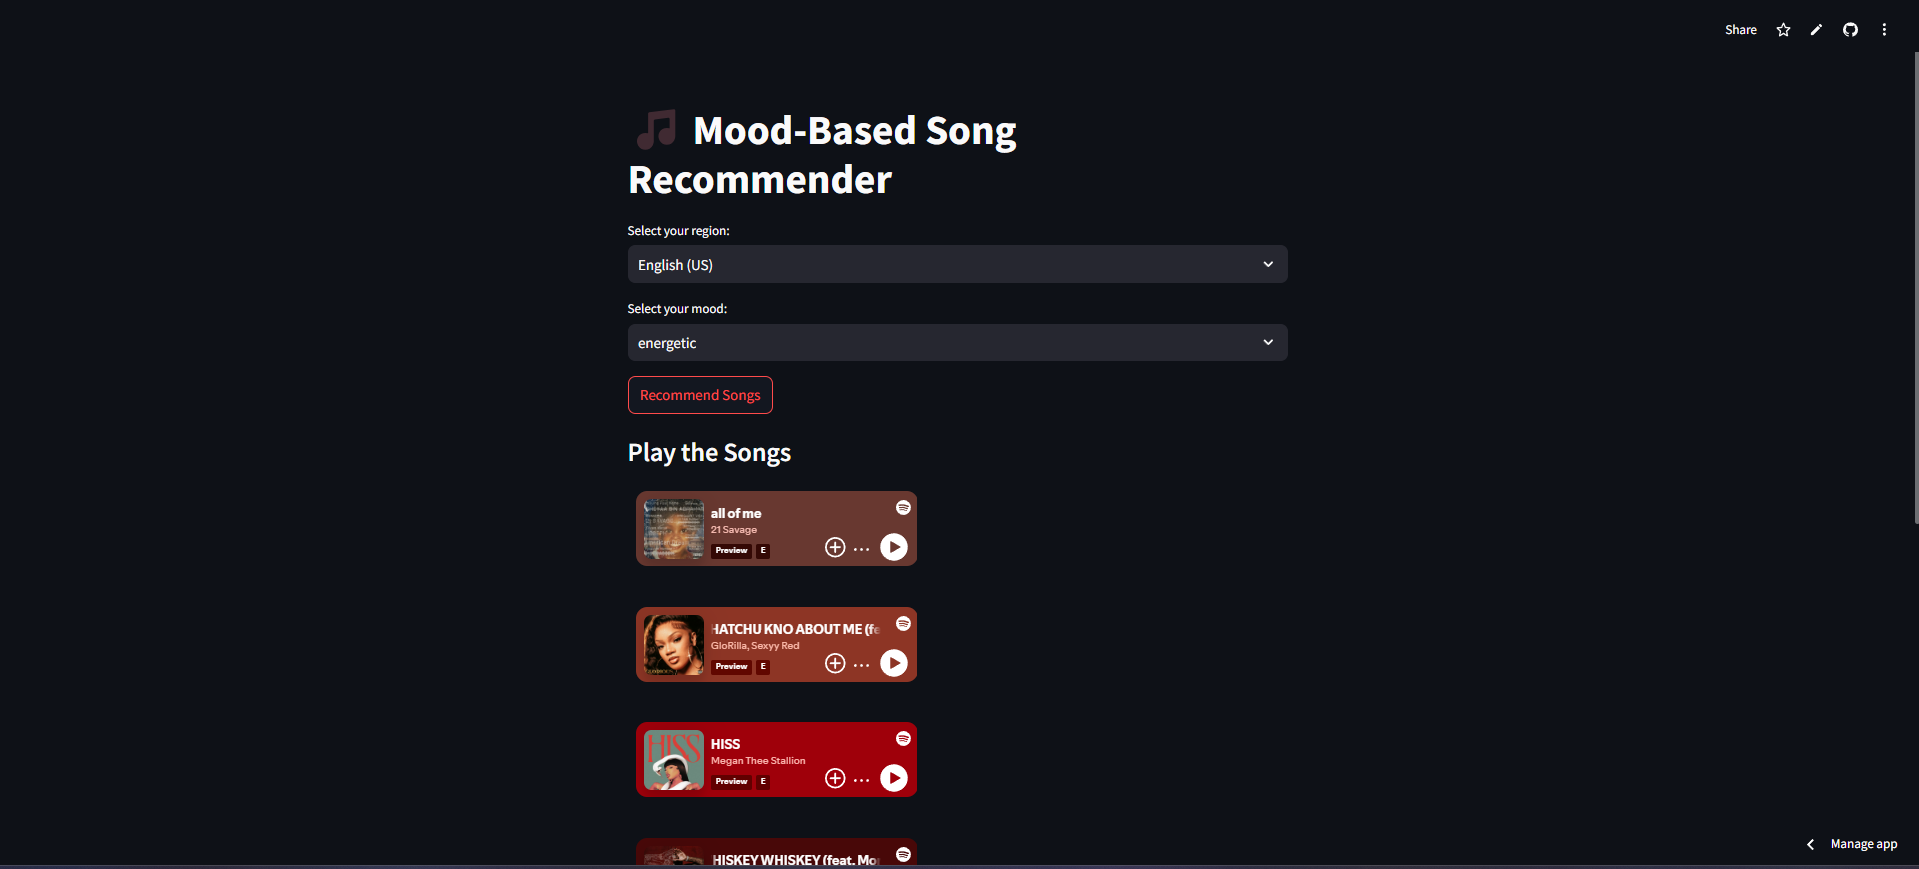 Share
Mood-Based Song
Recommender
Select your region:
English (US)
Select your mood:
energetic
Recommend Songs
Play the Songs
all of me
21 Savage
Preview E
HATCHU KNO ABOUT ME (fe
GloRilla, Sexyy Red
Preview E
HISS
HISS
Megan Thee Stallion
Preview E
HISKEY WHISKEY (feat. Mo
Manage app